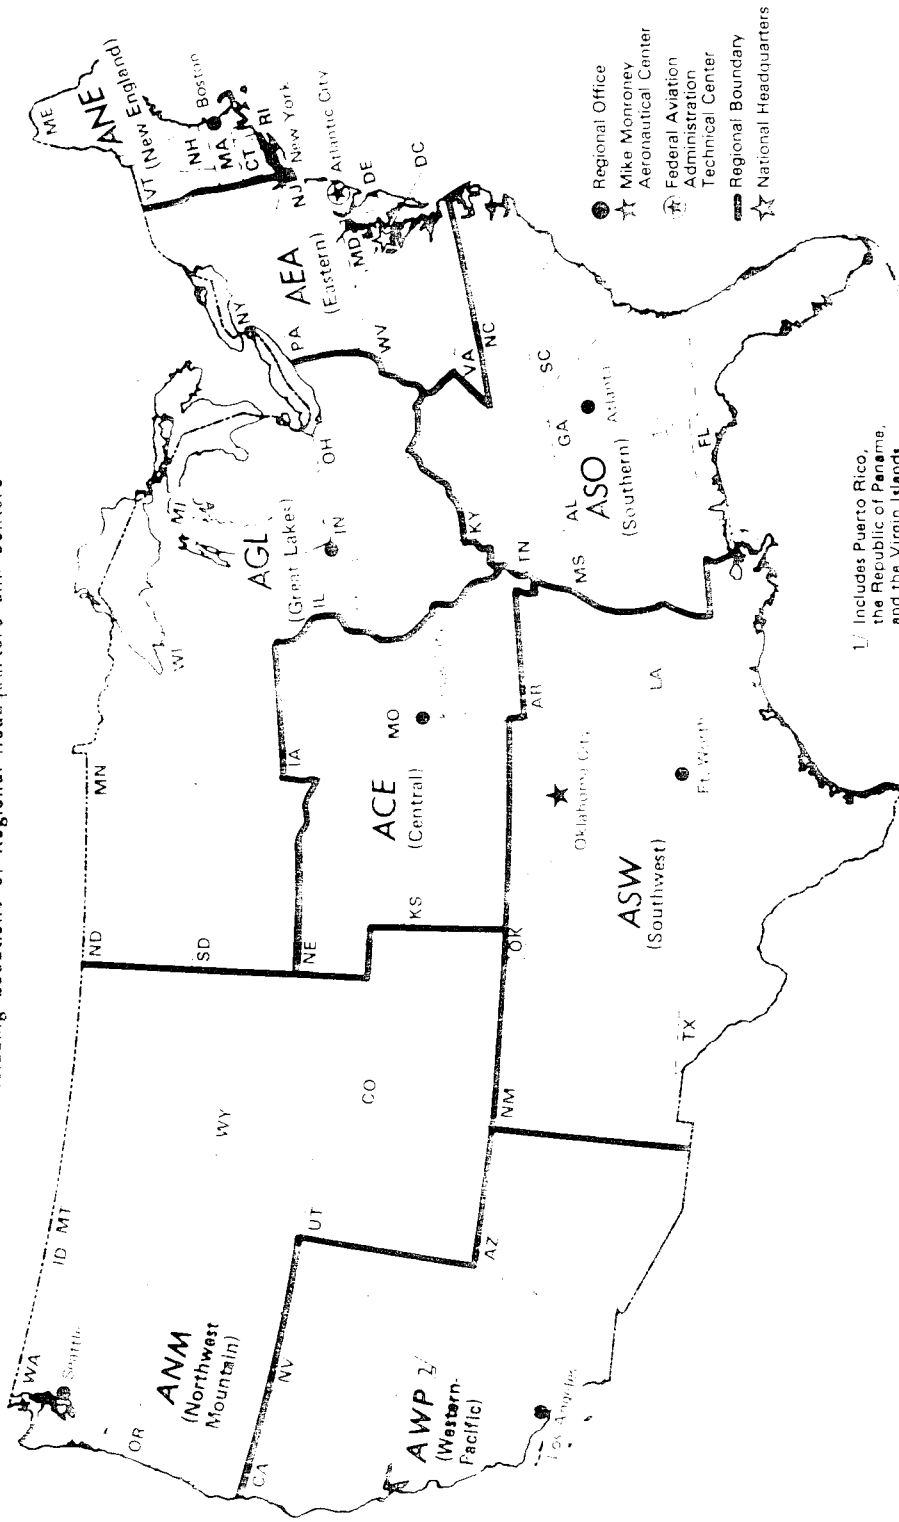 WA
Seattle
ID MT
ND
MN
OR
ANM
(Northwest
Mountain)
WY
SD
WI
MI
CA
NV
UT
CO
NE
IA
AGL
(Great Lakes)
IL
IN
OH
ME
ANE
(New England)
VT
NH
MA
CT
RI
Boston
NY
PA
AEA
(Eastern)
NJ
New York
Atlantic City
MD
DE
DC
WV
VA
AWP 2/
(Western-
Pacific)
Los Angeles
AZ
NM
KS
ACE
(Central)
MO
KY
TN
NC
SC
OK
Oklahoma City
AR
ASW
(Southwest)
TX
Ft. Worth
LA
MS
AL
GA
Atlanta
ASO
(Southern)
FL
Regional Office
Mike Monroney
Aeronautical Center
Federal Aviation
Administration
Technical Center
Regional Boundary
National Headquarters
1/ Includes Puerto Rico,
the Republic of Paname,
and the Virgin Islands